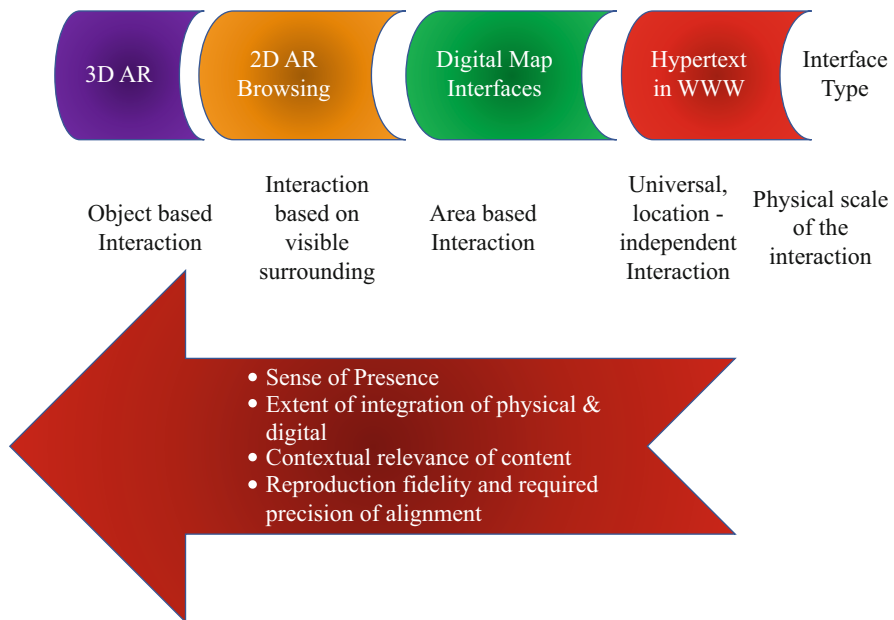 3D AR
2D AR
Browsing
Digital Map
Interfaces
Hypertext
in WWW
Interface
Type
Object based
Interaction
Interaction
based on
visible
surrounding
Area based
Interaction
Universal,
location -
independent
Interaction
Physical scale
of the
interaction
• Sense of Presence
• Extent of integration of physical &
digital
• Contextual relevance of content
• Reproduction fidelity and required
precision of alignment